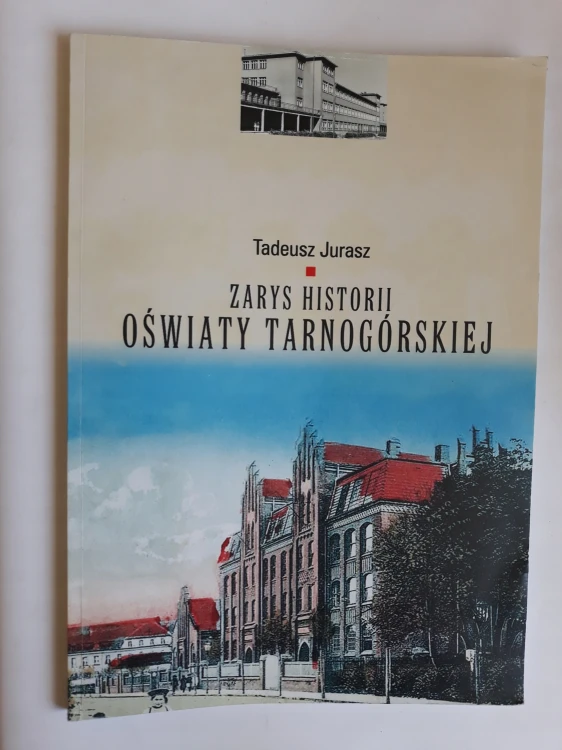 Tadeusz Jurasz
ZARYS HISTORII
OŚWIATY TARNOGÓRSKIEJ